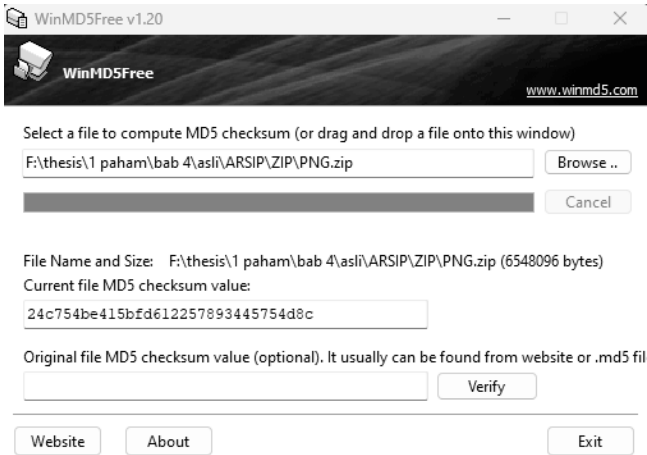 WinMD5Free v1.20
WinMD5Free
www.winmd5.com
Select a file to compute MD5 checksum (or drag and drop a file onto this window)
F:\thesis\1 paham\bab 4\asli\ARSIP\ZIP\PNG.zip
Browse ..
Cancel
File Name and Size: F:\thesis\1 paham\bab 4\asli\ARSIP\ZIP\PNG.zip (6548096 bytes)
Current file MD5 checksum value:
24c754be415bfd612257893445754d8c
Original file MD5 checksum value (optional). It usually can be found from website or .md5 fil
Verify
Website
About
Exit